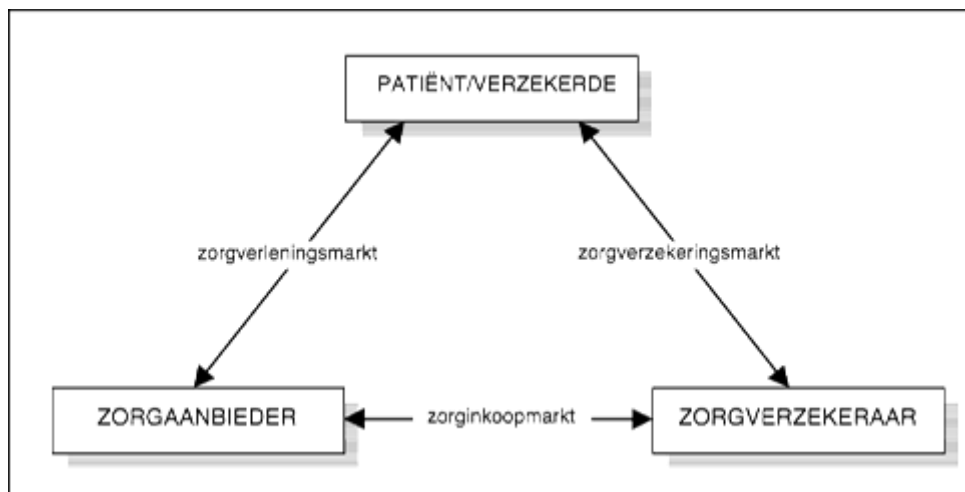 PATIËNT/VERZEKERDE
zorgverleningsmarkt
zorgverzekeringsmarkt
ZORGAANBIEDER
zorginkoopmarkt
ZORGVERZEKERAAR